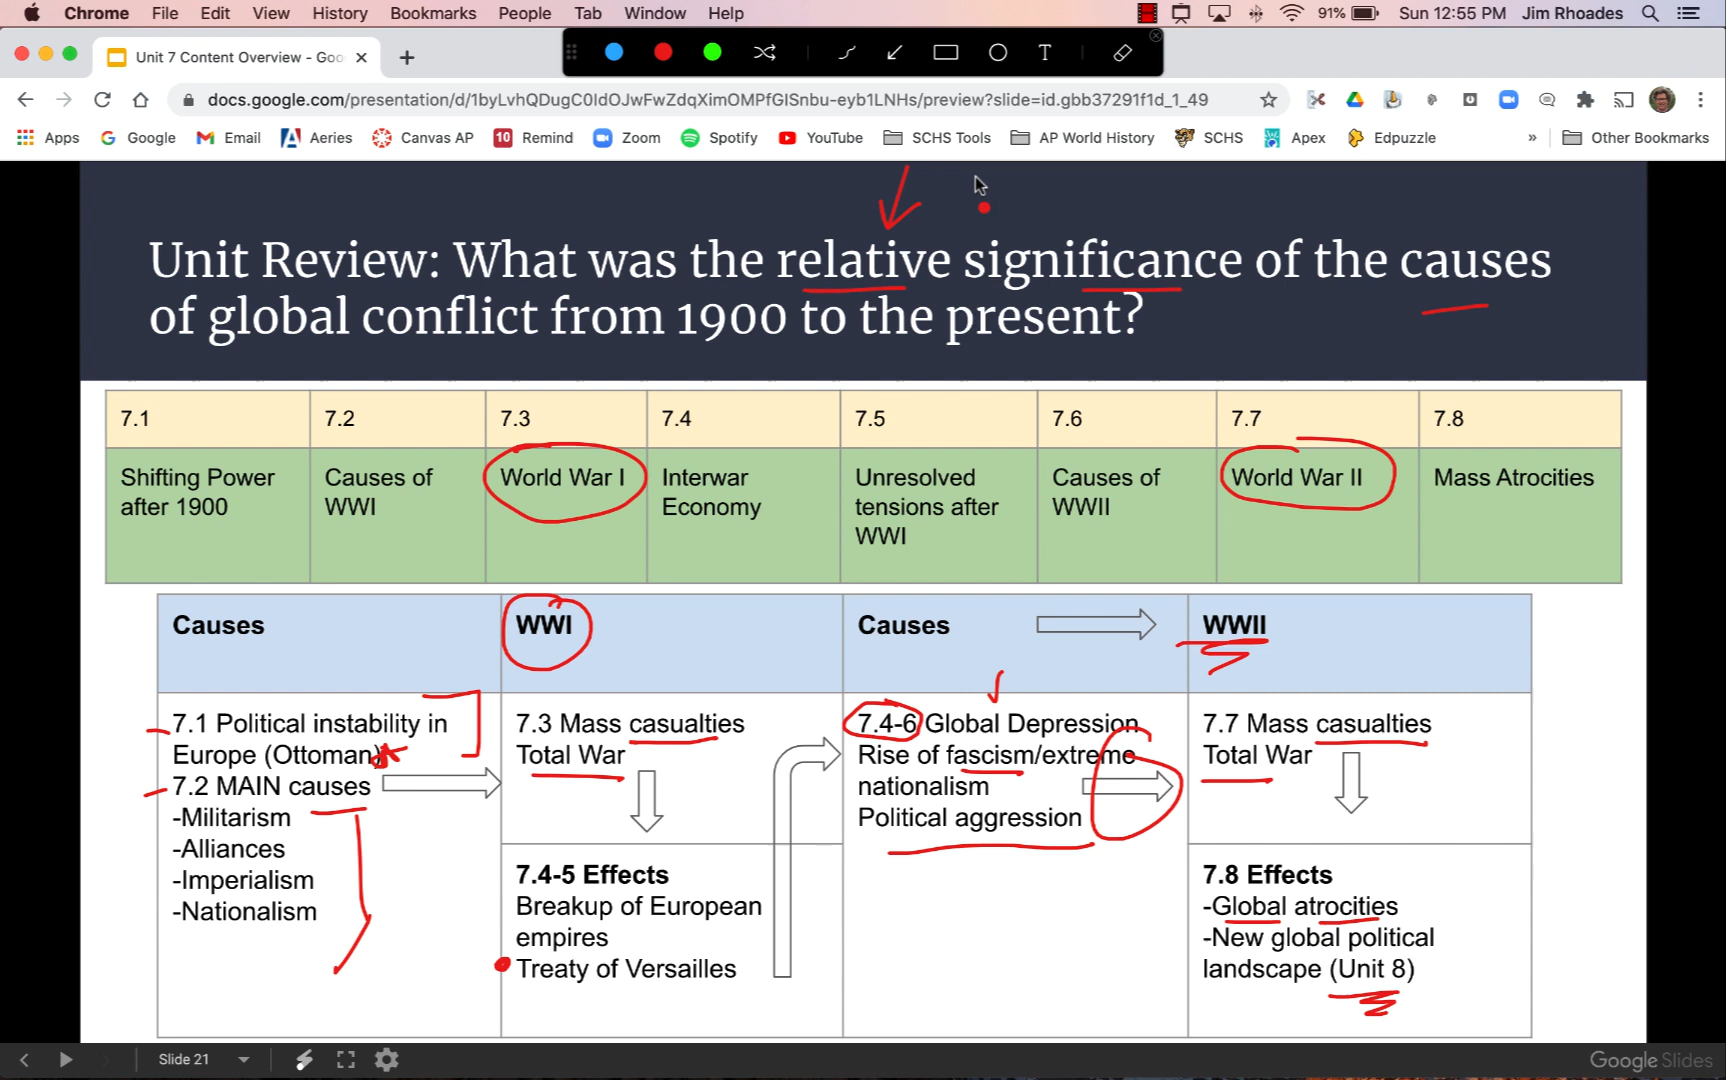 Chrome File Edit View History Bookmarks People Tab Window Help 91% Sun 12:55 PM Jim Rhoades
Unit 7 Content Overview - Goo
T
docs.google.com/presentation/d/1byLvhQDugC0IdOJwFwZdqXimOMPfGISnbu-eyb1LNHs/preview?slide=id.gbb37291f1d_1_49
Apps Google Email Aeries Canvas AP 10 Remind Zoom Spotify YouTube SCHS Tools AP World History SCHS Apex Edpuzzle » Other Bookmarks
Unit Review: What was the relative significance of the causes
of global conflict from 1900 to the present?
7.1 7.2 7.3 7.4 7.5 7.6 7.7 7.8
Shifting Power
after 1900
Causes of
WWI
World War I
Interwar
Economy
Unresolved
tensions after
WWI
Causes of
WWII
World War II
Mass Atrocities
Causes WWI Causes WWII
7.1 Political instability in
Europe (Ottoman)
7.2 MAIN causes
-Militarism
-Alliances
-Imperialism
-Nationalism
7.3 Mass casualties
Total War
7.4-5 Effects
Breakup of European
empires
Treaty of Versailles
7.4-6 Global Depression
Rise of fascism/extreme
nationalism
Political aggression
7.7 Mass casualties
Total War
7.8 Effects
-Global atrocities
-New global political
landscape (Unit 8)
Slide 21
Google Slides